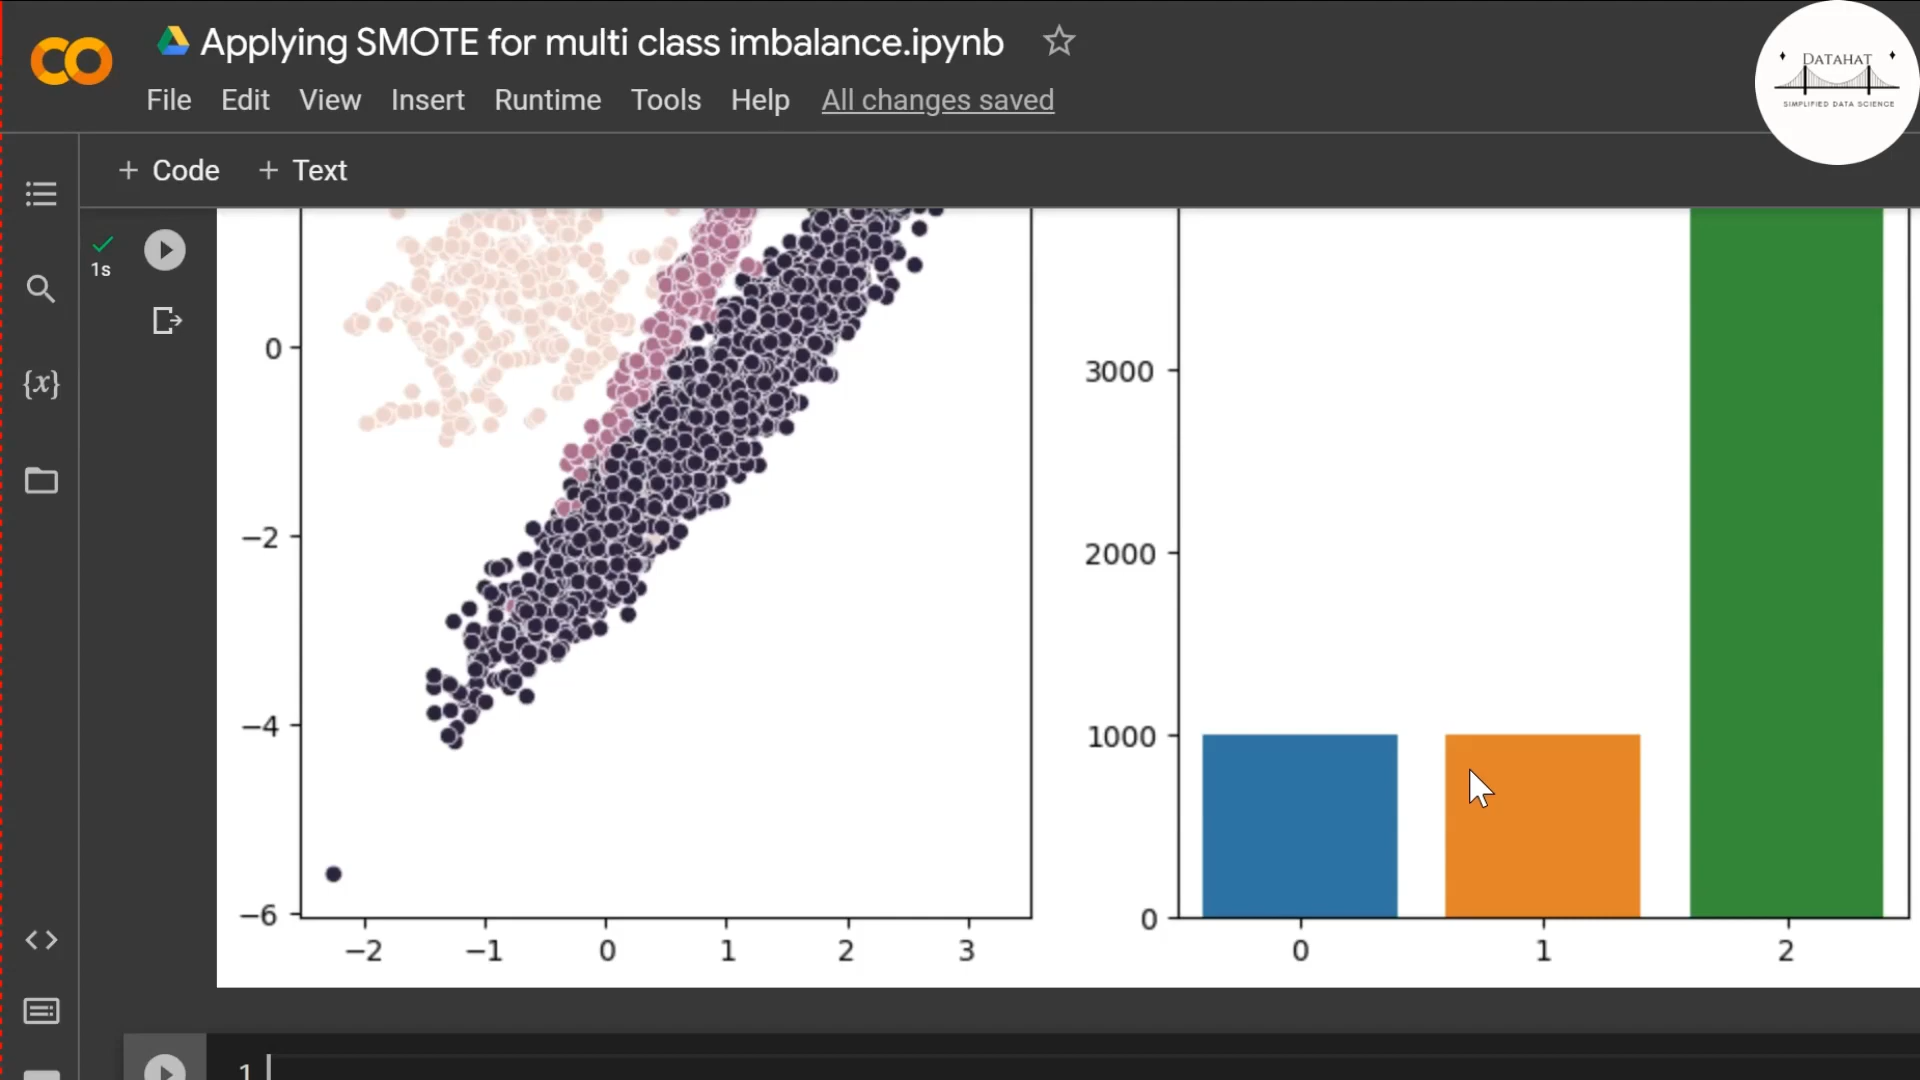 Applying SMOTE for multi class imbalance.ipynb
File Edit View Insert Runtime Tools Help All changes saved
DATAHAT
SIMPLIFIED DATA SCIENCE
+ Code + Text
1s
{x}
0
−2
−4
−6
−2 −1 0 1 2 3
3000
2000
1000
0
0 1 2
1